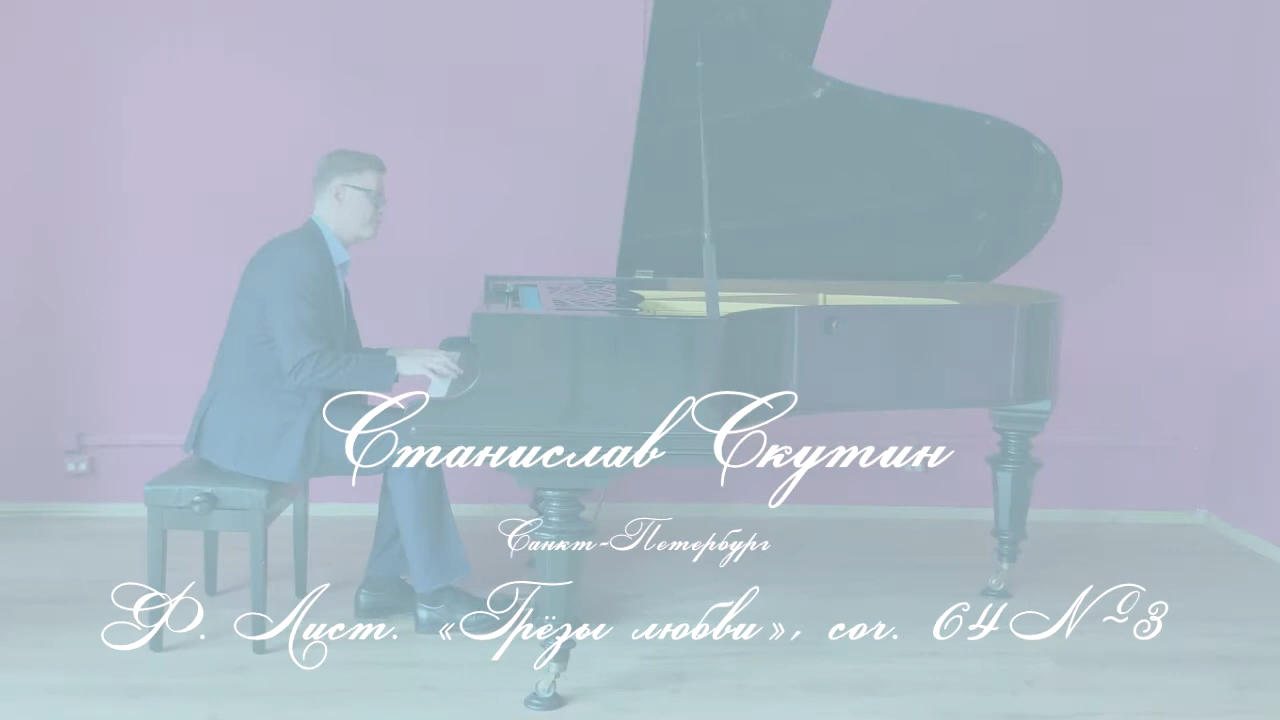 Станислав Скутин
Санкт-Петербург
Ф. Лист. «Грёзы любви», соч. 64 №3